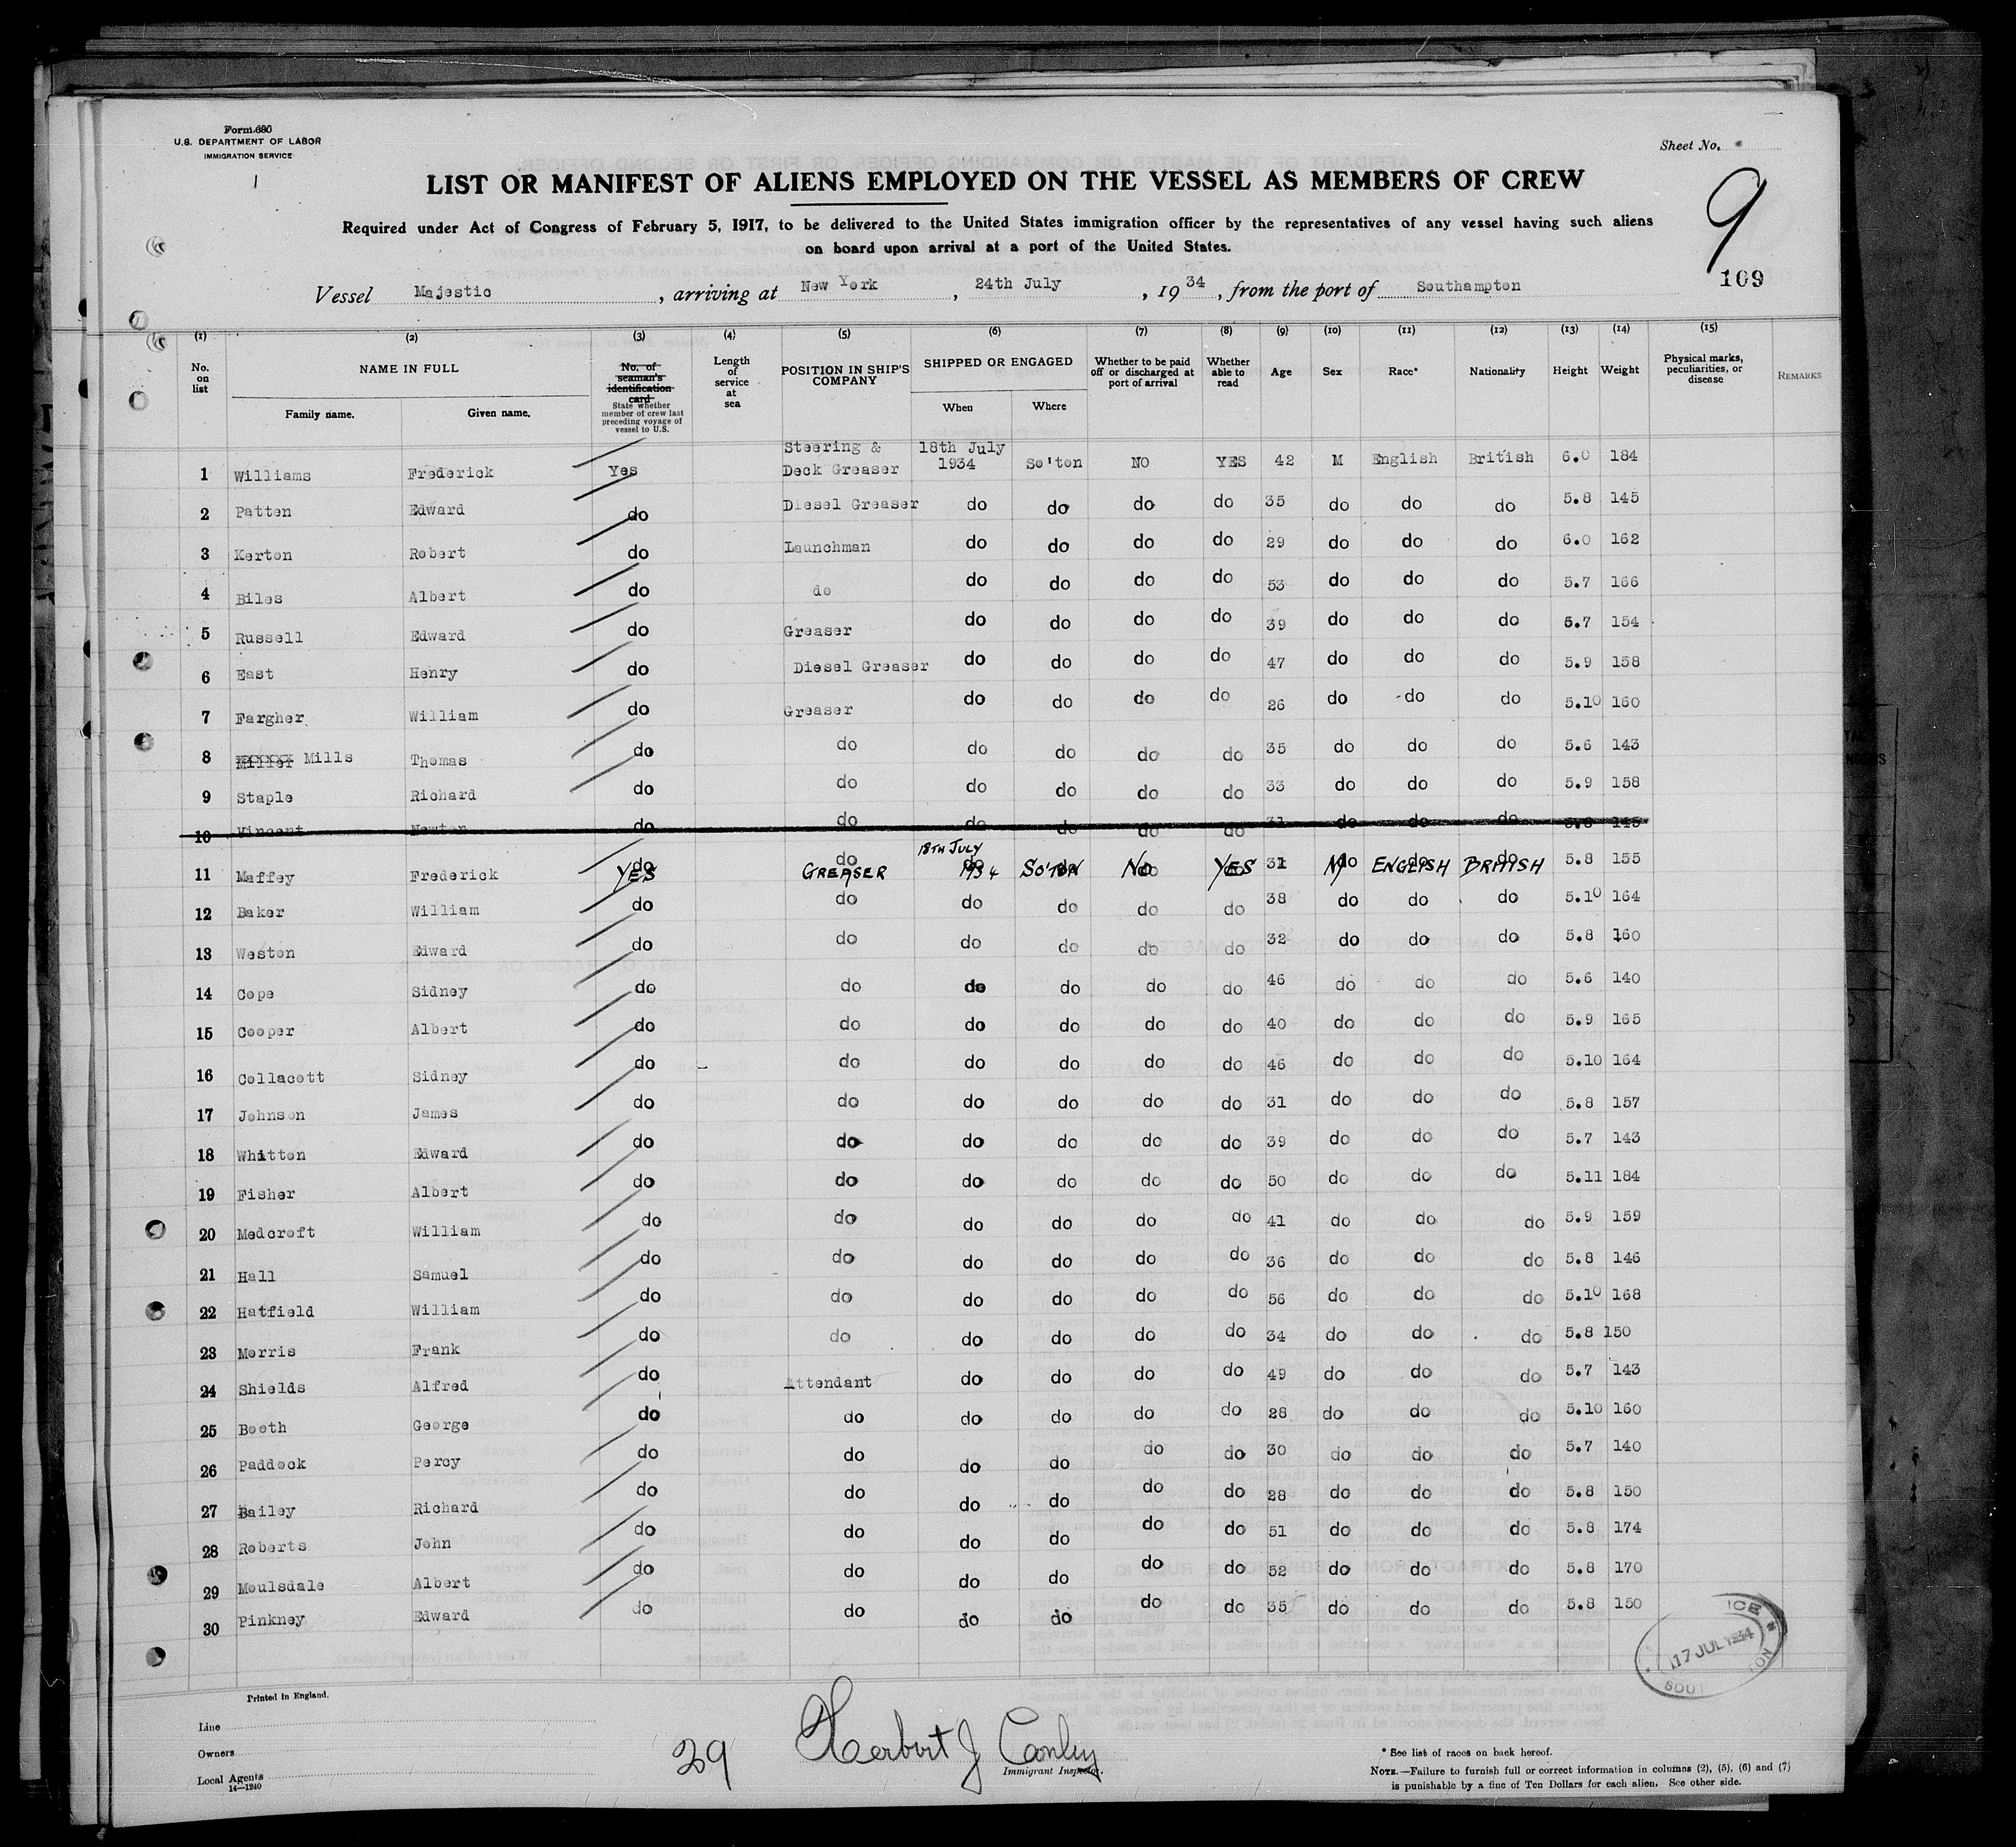 Form 680
U.S. DEPARTMENT OF LABOR
IMMIGRATION SERVICE
Sheet No.
9
109
LIST OR MANIFEST OF ALIENS EMPLOYED ON THE VESSEL AS MEMBERS OF CREW
Required under Act of Congress of February 5, 1917, to be delivered to the United States immigration officer by the representatives of any vessel having such aliens
on board upon arrival at a port of the United States.
Vessel Majestic, arriving at New York, 24th July, 1934, from the port of Southampton
(1) (2) (3) (4) (5) (6) (7) (8) (9) (10) (11) (12) (13) (14) (15)
No. on list NAME IN FULL Family name. Given name. No. of seaman's identification card State whether member of crew last preceding voyage of vessel to U.S. Length of service at sea POSITION IN SHIP'S COMPANY SHIPPED OR ENGAGED When Where Whether to be paid off or discharged at port of arrival Whether able to read Age Sex Race* Nationality Height Weight Physical marks, peculiarities, or disease REMARKS
1 Williams Frederick Yes Steering & Deck Greaser 18th July 1934 So'ton NO YES 42 M English British 6.0 184
2 Patten Edward do Diesel Greaser do do do do 35 do do do 5.8 145
3 Kerton Robert do Launchman do do do do 29 do do do 6.0 162
4 Biles Albert do do do do do do 53 do do do 5.7 166
5 Russell Edward do Greaser do do do do 39 do do do 5.7 154
6 East Henry do Diesel Greaser do do do do 47 do do do 5.9 158
7 Fargher William do Greaser do do do do 26 do do do 5.10 160
8 Miller Mills Thomas do do do do do do 35 do do do 5.6 143
9 Staple Richard do do do do do do 33 do do do 5.9 158
10 Vincent Newton do do do do do do 31 do do do 5.8 145
11 Maffey Frederick do YES do GREASER do 18TH JULY 1934 do SO'TON do NO do YES 31 do M do ENGLISH do BRITISH 5.8 155
12 Baker William do do do do do do 38 do do do 5.10 164
13 Weston Edward do do do do do do 32 do do do 5.8 160
14 Cope Sidney do do do do do do 46 do do do 5.6 140
15 Cooper Albert do do do do do do 40 do do do 5.9 165
16 Collacott Sidney do do do do do do 46 do do do 5.10 164
17 Johnson James do do do do do do 31 do do do 5.8 157
18 Whitton Edward do do do do do do 39 do do do 5.7 143
19 Fisher Albert do do do do do do 50 do do do 5.11 184
20 Medcroft William do do do do do do 41 do do do 5.9 159
21 Hall Samuel do do do do do do 36 do do do 5.8 146
22 Hatfield William do do do do do do 56 do do do 5.10 168
23 Morris Frank do do do do do do 34 do do do 5.8 150
24 Shields Alfred do Attendant do do do do 49 do do do 5.7 143
25 Booth George do do do do do do 28 do do do 5.10 160
26 Paddock Percy do do do do do do 30 do do do 5.7 140
27 Bailey Richard do do do do do do 28 do do do 5.8 150
28 Roberts John do do do do do do 51 do do do 5.8 174
29 Moulsdale Albert do do do do do do 52 do do do 5.8 170
30 Pinkney Edward do do do do do do 35 do do do 5.8 150
17 JUL 1934
Printed in England.
Line
Owners
Local Agents
14—1240
29
Herbert J Conley
Immigrant Inspector.
* See list of races on back hereof.
NOTE.—Failure to furnish full or correct information in columns (2), (5), (6) and (7)
is punishable by a fine of Ten Dollars for each alien. See other side.